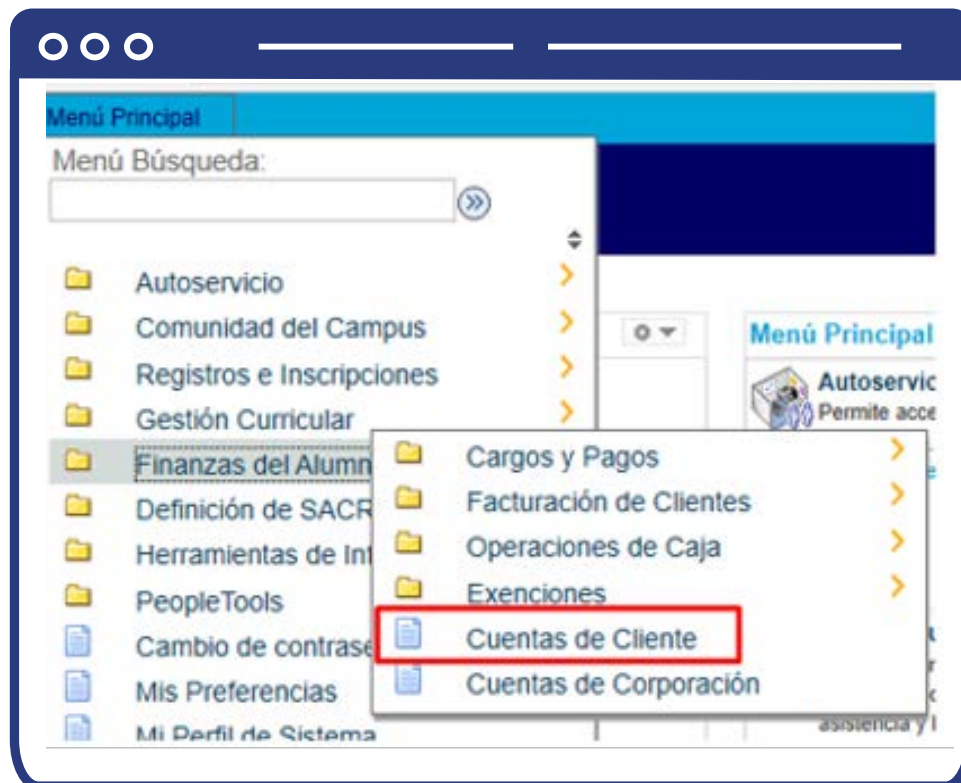 Menú Principal
Menú Búsqueda:
Autoservicio
Comunidad del Campus
Registros e Inscripciones
Gestión Curricular
Finanzas del Alumn
Definición de SACR
Herramientas de Int
PeopleTools
Cambio de contrase
Mis Preferencias
Mi Perfil de Sistema
Cargos y Pagos
Facturación de Clientes
Operaciones de Caja
Exenciones
Cuentas de Cliente
Cuentas de Corporación
Menú Principal
Autoservic
Permite acce
asistencia y